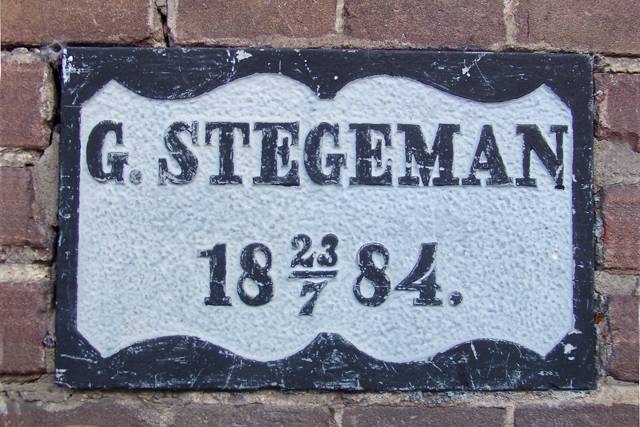 G. STEGEMAN
18 23/7 84.